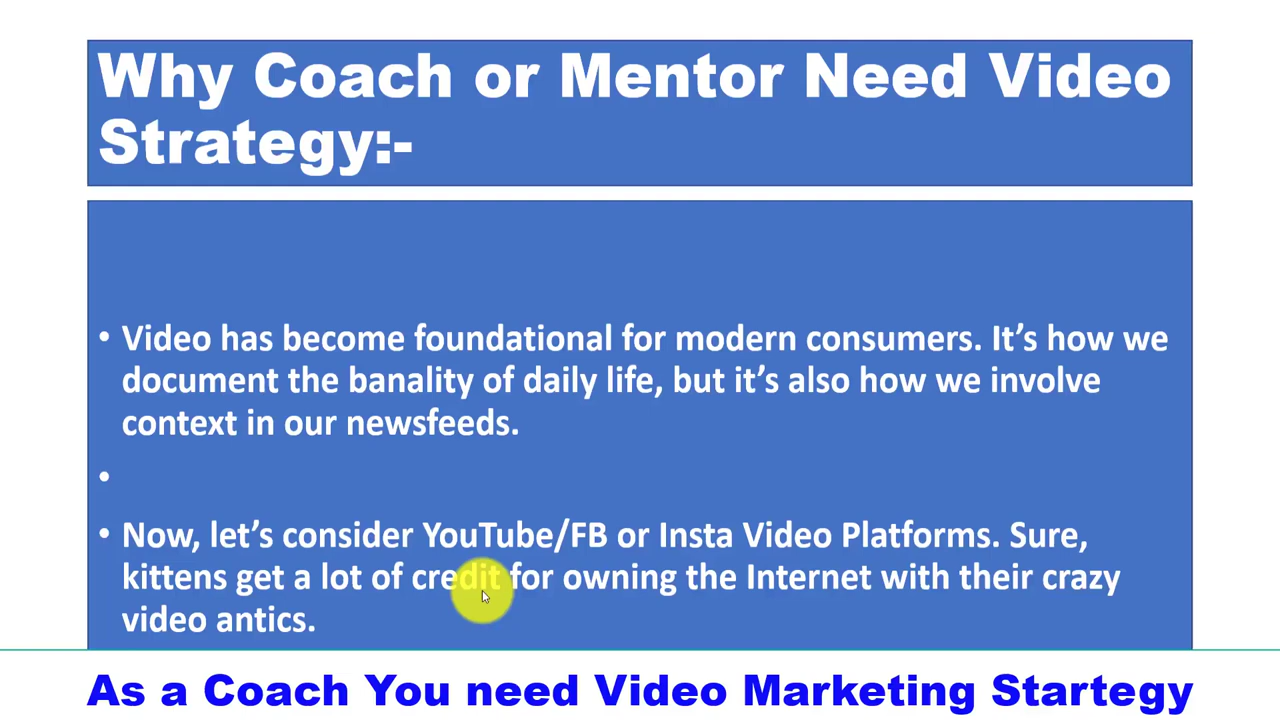 Why Coach or Mentor Need Video
Strategy:-
• Video has become foundational for modern consumers. It’s how we
document the banality of daily life, but it’s also how we involve
context in our newsfeeds.
•
• Now, let’s consider YouTube/FB or Insta Video Platforms. Sure,
kittens get a lot of credit for owning the Internet with their crazy
video antics.
As a Coach You need Video Marketing Startegy